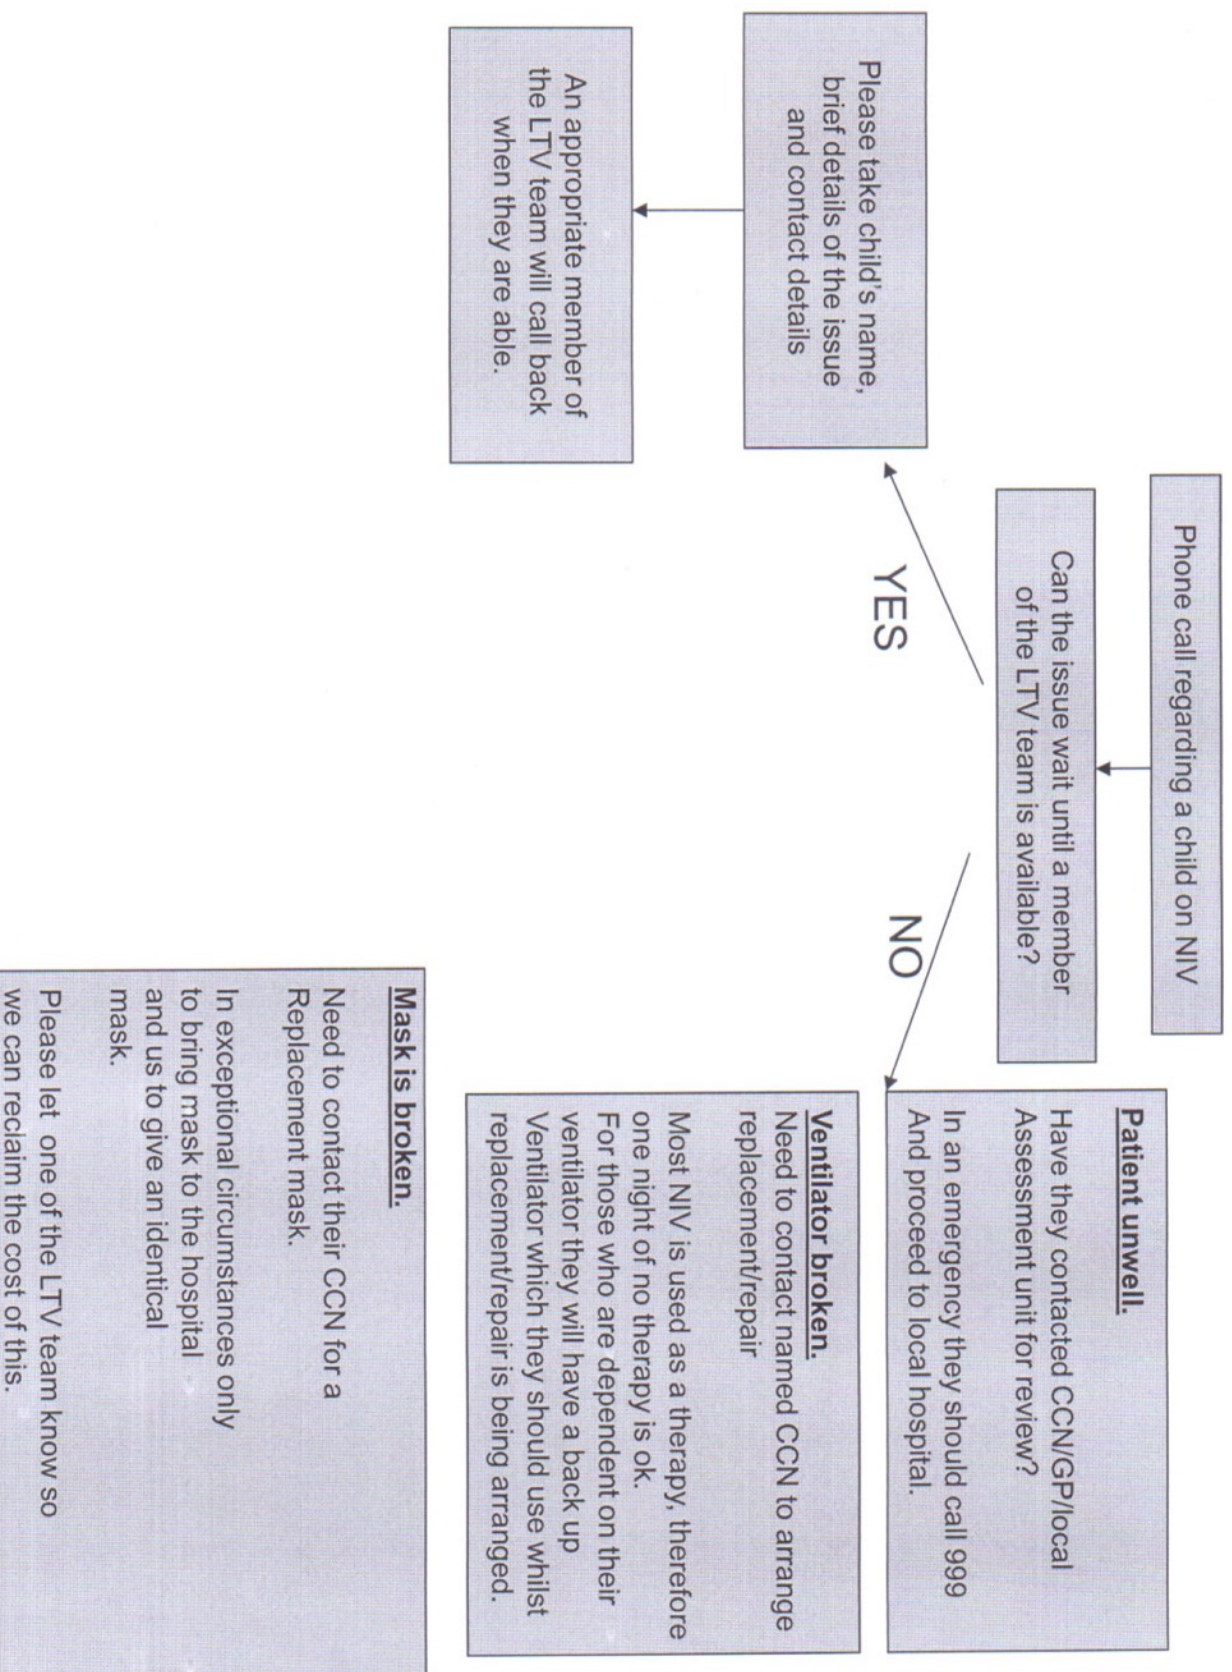 Phone call regarding a child on NIV
Can the issue wait until a member
of the LTV team is available?
YES
NO
Please take child's name,
brief details of the issue
and contact details
An appropriate member of
the LTV team will call back
when they are able.
Patient unwell.
Have they contacted CCN/GP/local
Assessment unit for review?
In an emergency they should call 999
And proceed to local hospital.
Ventilator broken.
Need to contact named CCN to arrange
replacement/repair
Most NIV is used as a therapy, therefore
one night of no therapy is ok.
For those who are dependent on their
ventilator they will have a back up
Ventilator which they should use whilst
replacement/repair is being arranged.
Mask is broken.
Need to contact their CCN for a
Replacement mask.
In exceptional circumstances only
to bring mask to the hospital
and us to give an identical
mask.
Please let one of the LTV team know so
we can reclaim the cost of this.